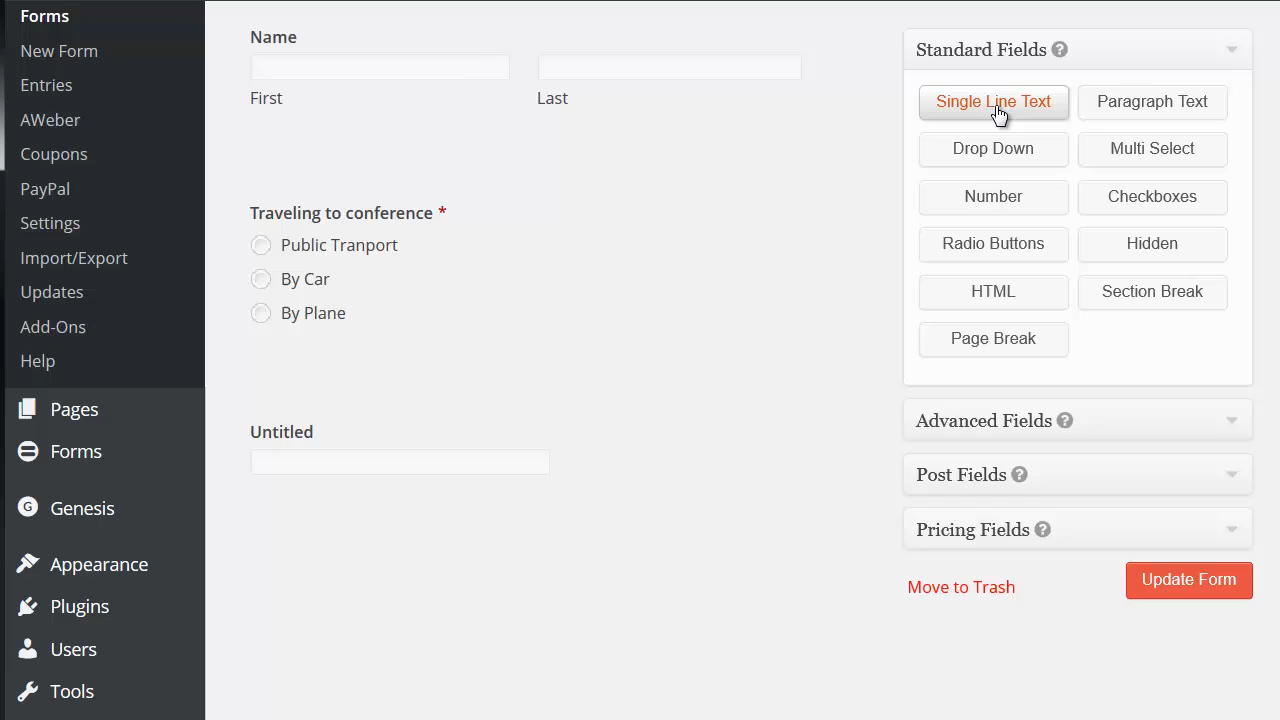 Forms
New Form
Entries
AWeber
Coupons
PayPal
Settings
Import/Export
Updates
Add-Ons
Help
Pages
Forms
G Genesis
Appearance
Plugins
Users
Tools
Name
First Last
Traveling to conference *
Public Tranport
By Car
By Plane
Untitled
Standard Fields ?
Single Line Text Paragraph Text
Drop Down Multi Select
Number Checkboxes
Radio Buttons Hidden
HTML Section Break
Page Break
Advanced Fields ?
Post Fields ?
Pricing Fields ?
Move to Trash Update Form